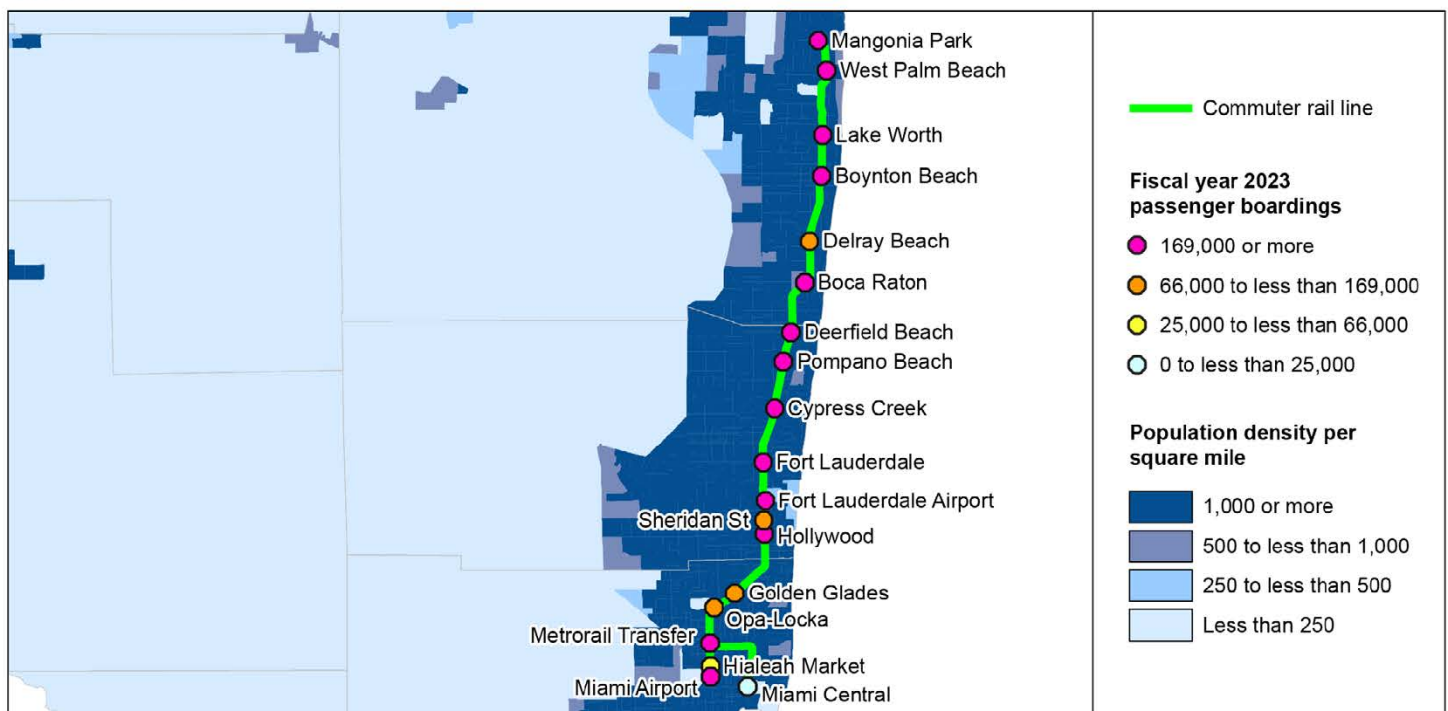 Mangonia Park
West Palm Beach
Lake Worth
Boynton Beach
Delray Beach
Boca Raton
Deerfield Beach
Pompano Beach
Cypress Creek
Fort Lauderdale
Fort Lauderdale Airport
Sheridan St
Hollywood
Golden Glades
Opa-Locka
Metrorail Transfer
Hialeah Market
Miami Airport
Miami Central
Commuter rail line
Fiscal year 2023
passenger boardings
169,000 or more
66,000 to less than 169,000
25,000 to less than 66,000
0 to less than 25,000
Population density per
square mile
1,000 or more
500 to less than 1,000
250 to less than 500
Less than 250